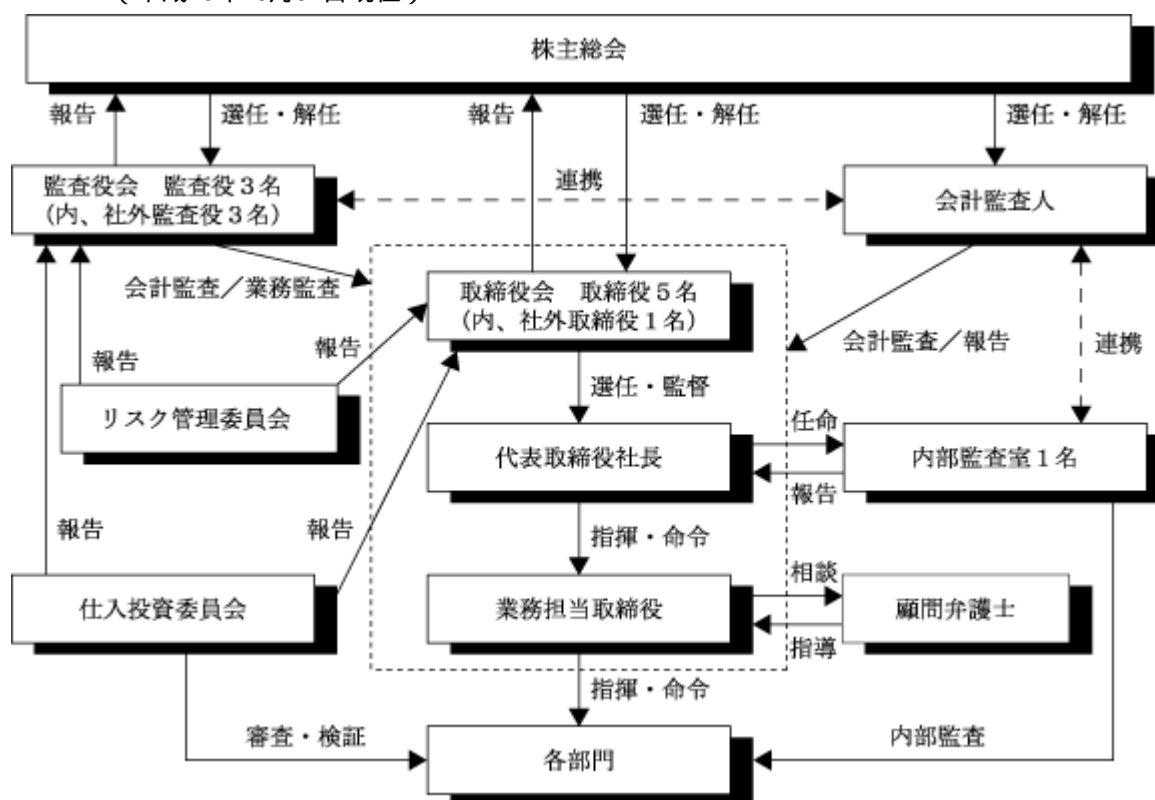 株主総会
報告
選任・解任
報告
選任・解任
選任・解任
監査役会　監査役3名
(内、社外監査役3名)
連携
会計監査人
会計監査／業務監査
取締役会　取締役5名
(内、社外取締役1名)
会計監査／報告
連携
報告
報告
リスク管理委員会
選任・監督
代表取締役社長
任命
報告
内部監査室1名
報告
報告
指揮・命令
仕入投資委員会
業務担当取締役
相談
指導
顧問弁護士
指揮・命令
審査・検証
各部門
内部監査